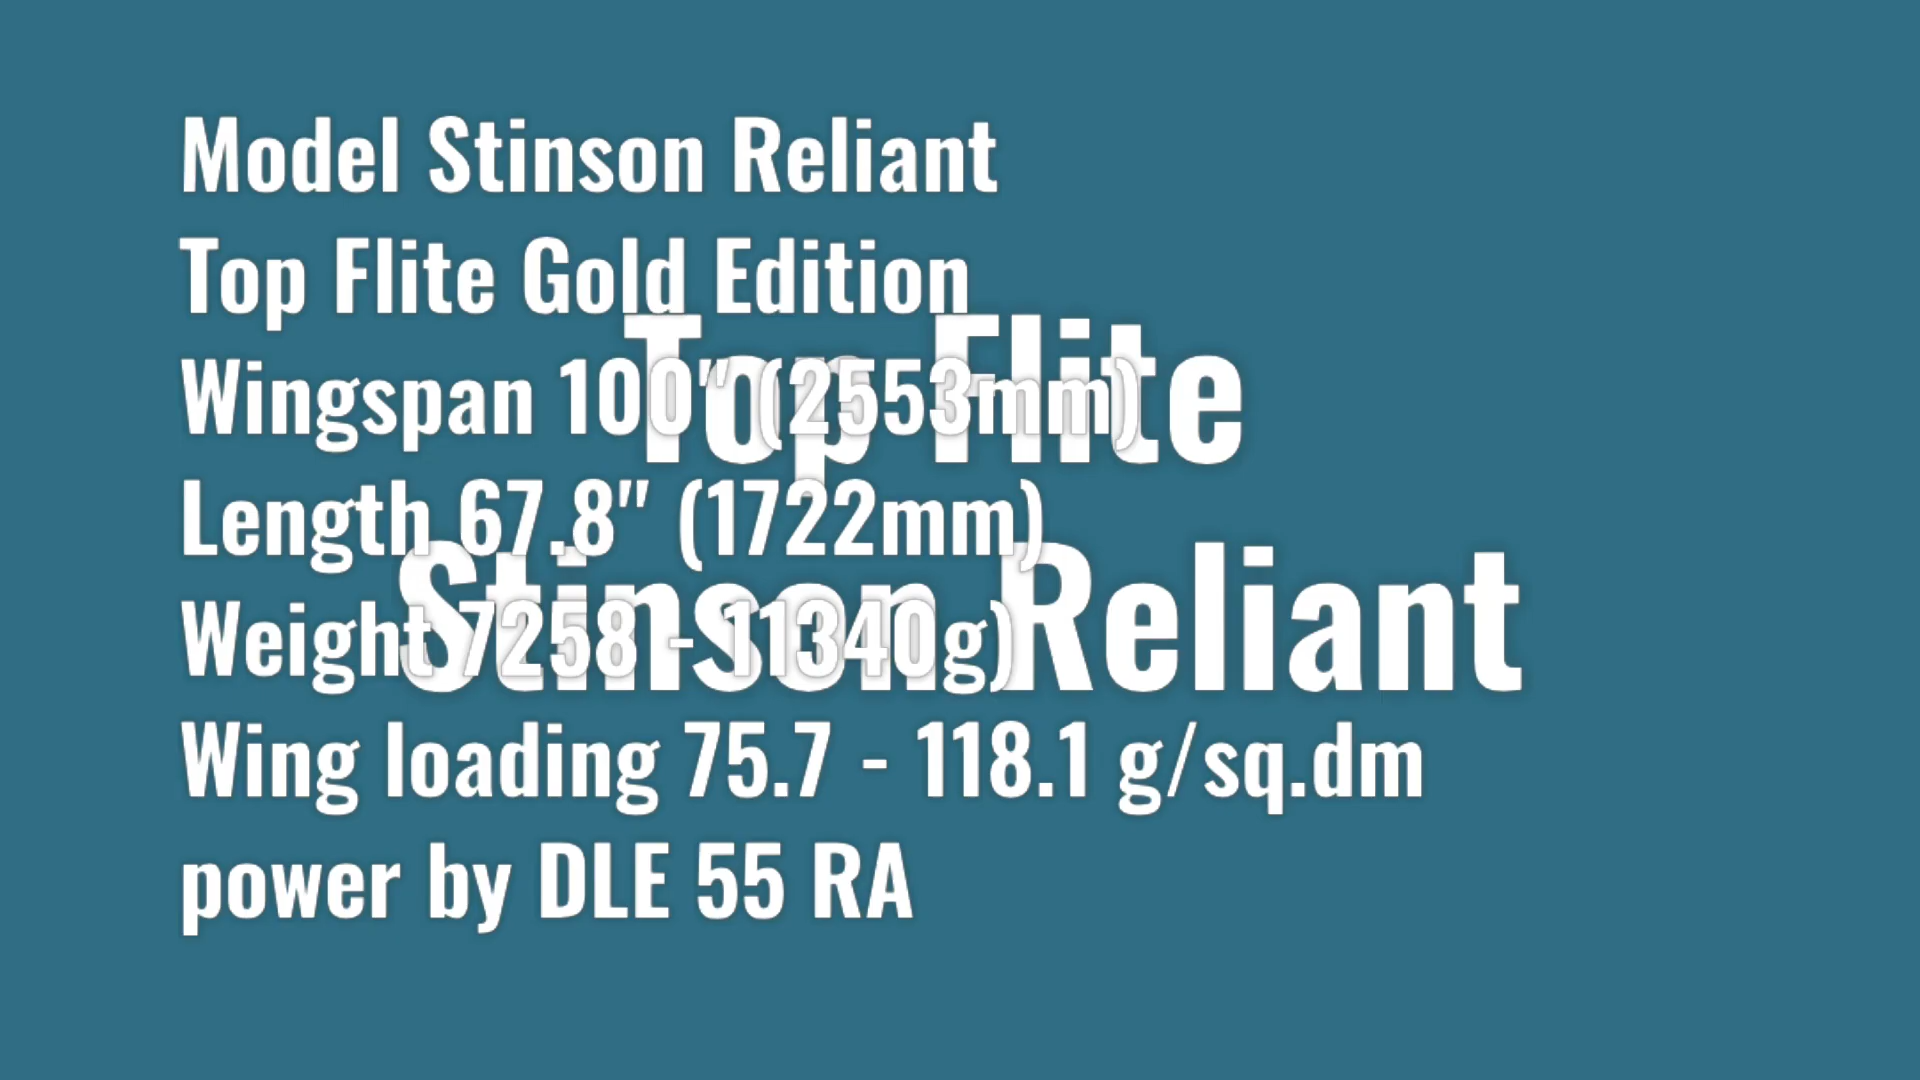 Model Stinson Reliant
Top Flite Gold Edition
Top Flite
Wingspan 100" (2553mm)
Length 67.8" (1722mm)
Stinson Reliant
Weight 7258 - 11340g)
Wing loading 75.7 - 118.1 g/sq.dm
power by DLE 55 RA